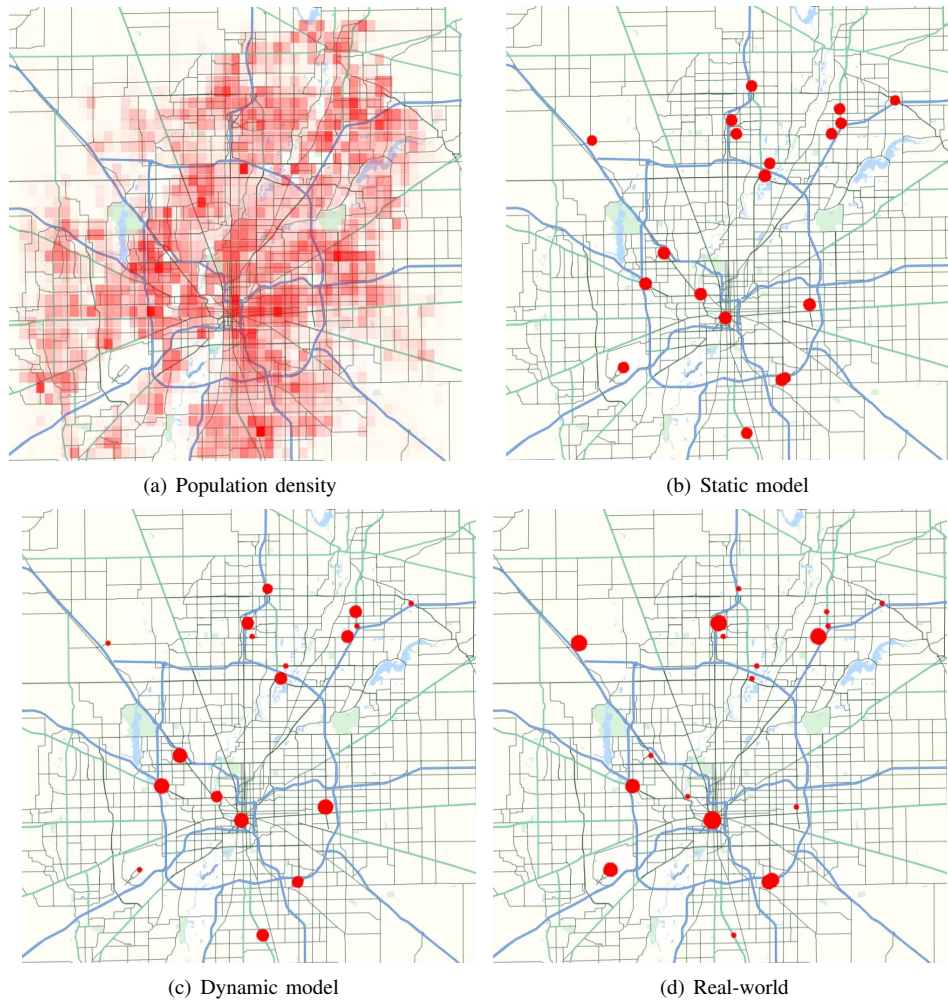 (a) Population density
(b) Static model
(c) Dynamic model
(d) Real-world